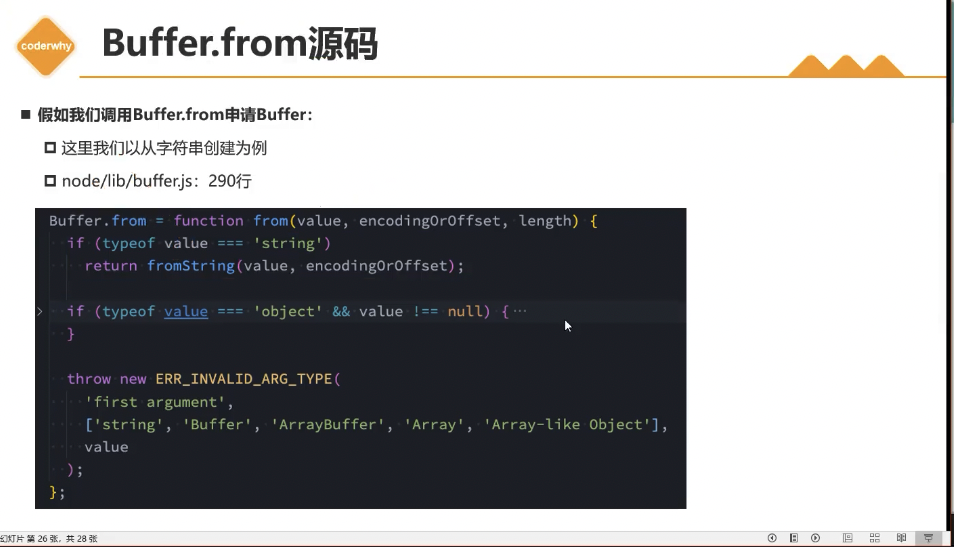 coderwhy
Buffer.from源码
假如我们调用Buffer.from申请Buffer：
这里我们以从字符串创建为例
node/lib/buffer.js：290行
Buffer.from = function from(value, encodingOrOffset, length) {
if (typeof value === 'string')
return fromString(value, encodingOrOffset);
if (typeof value === 'object' && value !== null) {···
}
throw new ERR_INVALID_ARG_TYPE(
'first argument',
['string', 'Buffer', 'ArrayBuffer', 'Array', 'Array-like Object'],
value
);
};
幻灯片 第 26 张，共 28 张